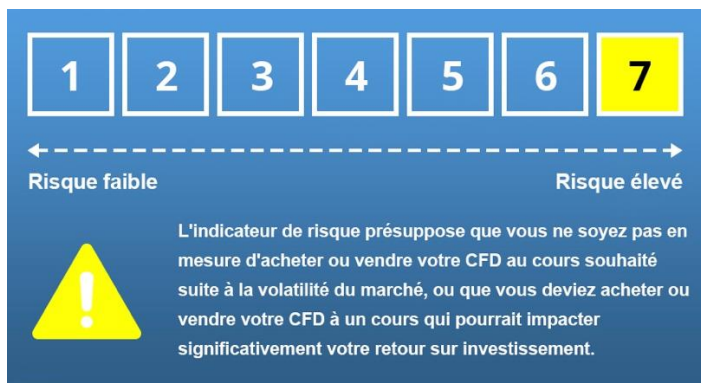 1 2 3 4 5 6 7
Risque faible Risque élevé
L'indicateur de risque présuppose que vous ne soyez pas en
mesure d'acheter ou vendre votre CFD au cours souhaité
suite à la volatilité du marché, ou que vous deviez acheter ou
vendre votre CFD à un cours qui pourrait impacter
significativement votre retour sur investissement.